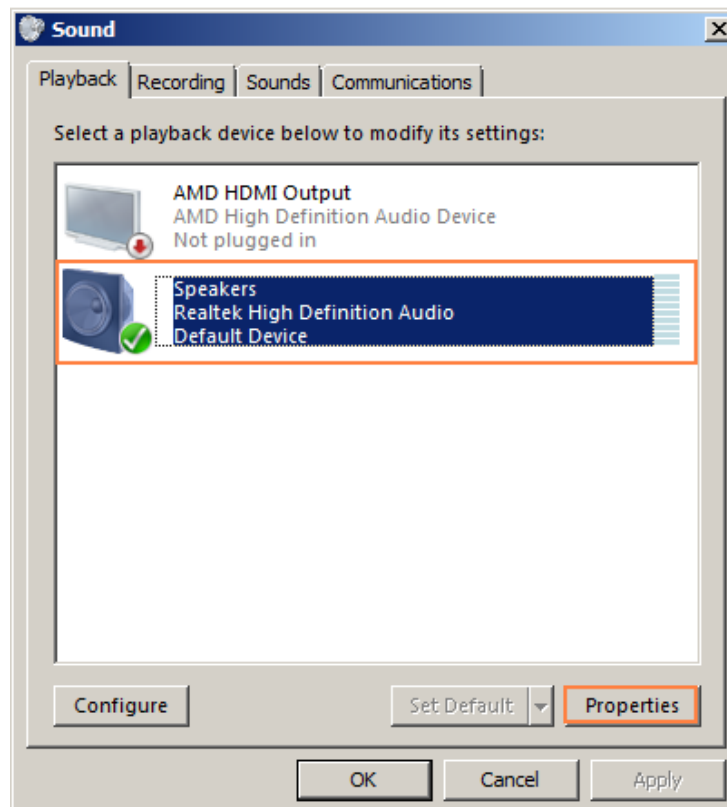 Sound
Playback Recording Sounds Communications
Select a playback device below to modify its settings:
AMD HDMI Output
AMD High Definition Audio Device
Not plugged in
Speakers
Realtek High Definition Audio
Default Device
Configure Set Default Properties
OK Cancel Apply